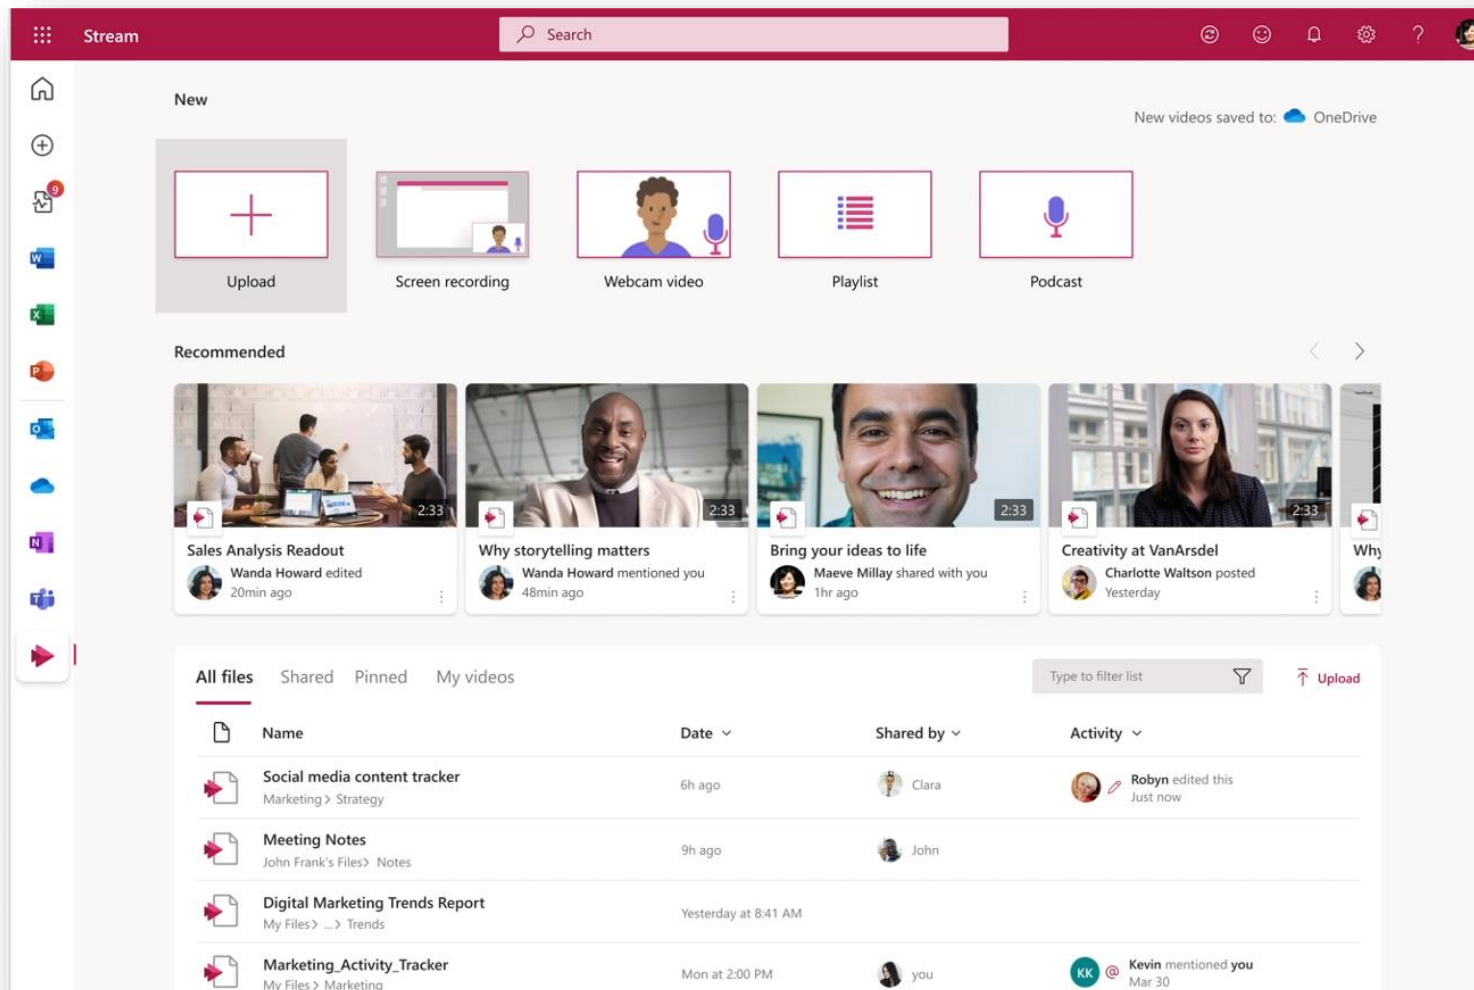 Stream
Search
New
New videos saved to: OneDrive
9
Upload
Screen recording
Webcam video
Playlist
Podcast
Recommended
2:33
2:33
2:33
2:33
Sales Analysis Readout
Wanda Howard edited
20min ago
Why storytelling matters
Wanda Howard mentioned you
48min ago
Bring your ideas to life
Maeve Millay shared with you
1hr ago
Creativity at VanArsdel
Charlotte Waltson posted
Yesterday
Why
All files Shared Pinned My videos
Type to filter list
Upload
Name Date Shared by Activity
Social media content tracker
Marketing > Strategy
6h ago
Clara
Robyn edited this
Just now
Meeting Notes
John Frank's Files> Notes
9h ago
John
Digital Marketing Trends Report
My Files> ...> Trends
Yesterday at 8:41 AM
Marketing_Activity_Tracker
My Files > Marketing
Mon at 2:00 PM
you
KK @ Kevin mentioned you
Mar 30